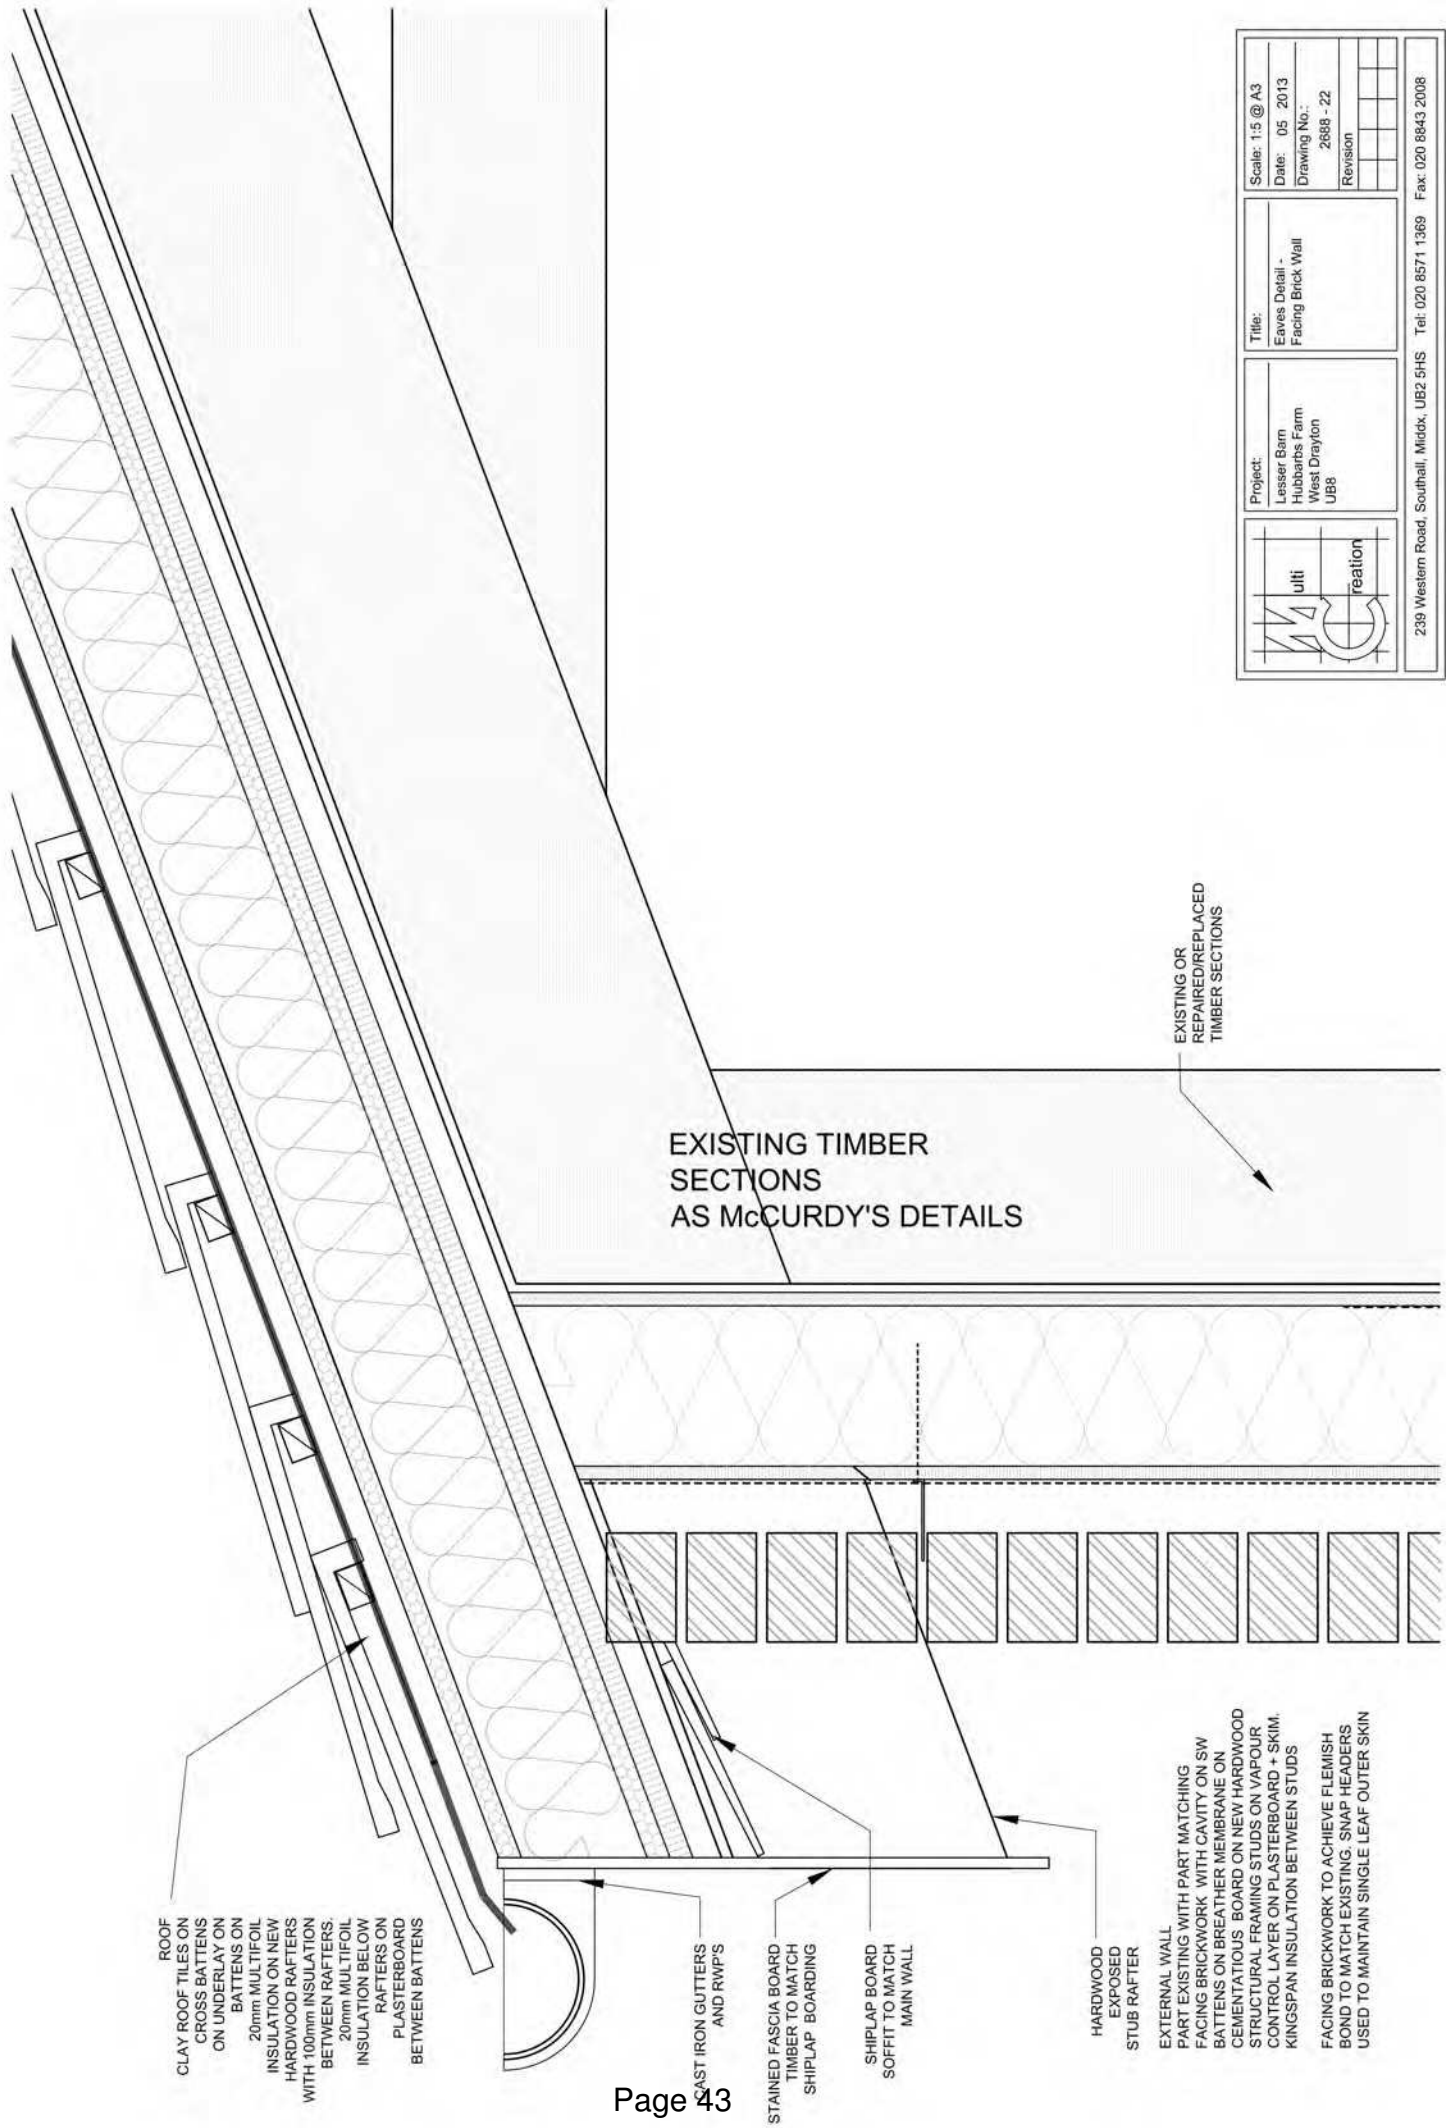 ROOF
CLAY ROOF TILES ON
CROSS BATTENS
ON UNDERLAY ON
BATTENS ON
20mm MULTIFOIL
INSULATION ON NEW
HARDWOOD RAFTERS
WITH 100mm INSULATION
BETWEEN RAFTERS.
20mm MULTIFOIL
INSULATION BELOW
RAFTERS ON
PLASTERBOARD
BETWEEN BATTENS
CAST IRON GUTTERS
AND RWP'S
STAINED FASCIA BOARD
TIMBER TO MATCH
SHIPLAP BOARDING
SHIPLAP BOARD
SOFFIT TO MATCH
MAIN WALL
HARDWOOD
EXPOSED
STUB RAFTER
EXTERNAL WALL
PART EXISTING WITH PART MATCHING
FACING BRICKWORK WITH CAVITY ON SW
BATTENS ON BREATHER MEMBRANE ON
CEMENTATIOUS BOARD ON NEW HARDWOOD
STRUCTURAL FRAMING STUDS ON VAPOUR
CONTROL LAYER ON PLASTERBOARD + SKIM.
KINGSPAN INSULATION BETWEEN STUDS
FACING BRICKWORK TO ACHIEVE FLEMISH
BOND TO MATCH EXISTING. SNAP HEADERS
USED TO MAINTAIN SINGLE LEAF OUTER SKIN
EXISTING TIMBER
SECTIONS
AS McCURDY'S DETAILS
EXISTING OR
REPAIRED/REPLACED
TIMBER SECTIONS
MC
ulti
reation
Project:
Lesser Barn
Hubbarbs Farm
West Drayton
UB8
Title:
Eaves Detail -
Facing Brick Wall
Scale: 1:5 @ A3
Date: 05 2013
Drawing No.:
2688 - 22
Revision
239 Western Road, Southall, Middx, UB2 5HS Tel: 020 8571 1369 Fax: 020 8843 2008
Page 43